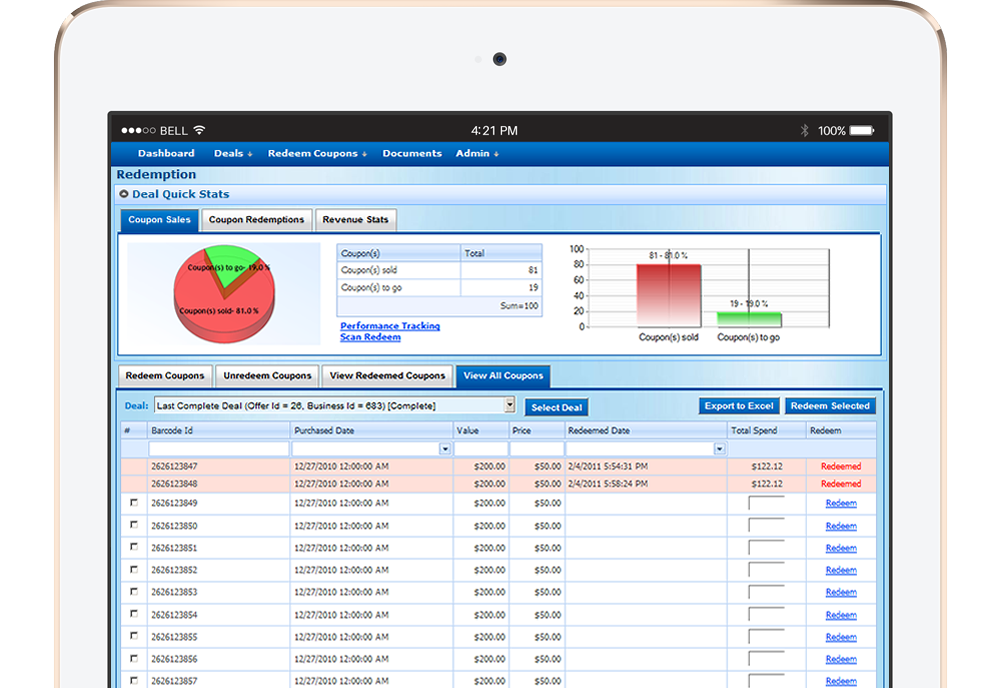 ●●●○○ BELL 4:21 PM 100%
Dashboard Deals Redeem Coupons Documents Admin
Redemption
Deal Quick Stats
Coupon Sales Coupon Redemptions Revenue Stats
Coupon(s) to go- 19.0 %
Coupon(s) sold- 81.0 %
Coupon(s) Total
Coupon(s) sold 81
Coupon(s) to go 19
Sum=100
Performance Tracking
Scan Redeem
100
80
60
40
20
0
81 - 81.0 %
19 - 19.0 %
Coupon(s) sold Coupon(s) to go
Redeem Coupons Unredeem Coupons View Redeemed Coupons View All Coupons
Deal: Last Complete Deal (Offer Id = 26, Business Id = 683) [Complete] Select Deal Export to Excel Redeem Selected
# Barcode Id Purchased Date Value Price Redeemed Date Total Spend Redeem
2626123847 12/27/2010 12:00:00 AM $200.00 $50.00 2/4/2011 5:54:31 PM $122.12 Redeemed
2626123848 12/27/2010 12:00:00 AM $200.00 $50.00 2/4/2011 5:58:24 PM $122.12 Redeemed
2626123849 12/27/2010 12:00:00 AM $200.00 $50.00 Redeem
2626123850 12/27/2010 12:00:00 AM $200.00 $50.00 Redeem
2626123851 12/27/2010 12:00:00 AM $200.00 $50.00 Redeem
2626123852 12/27/2010 12:00:00 AM $200.00 $50.00 Redeem
2626123853 12/27/2010 12:00:00 AM $200.00 $50.00 Redeem
2626123854 12/27/2010 12:00:00 AM $200.00 $50.00 Redeem
2626123855 12/27/2010 12:00:00 AM $200.00 $50.00 Redeem
2626123856 12/27/2010 12:00:00 AM $200.00 $50.00 Redeem
2626123857 12/27/2010 12:00:00 AM $200.00 $50.00 Redeem